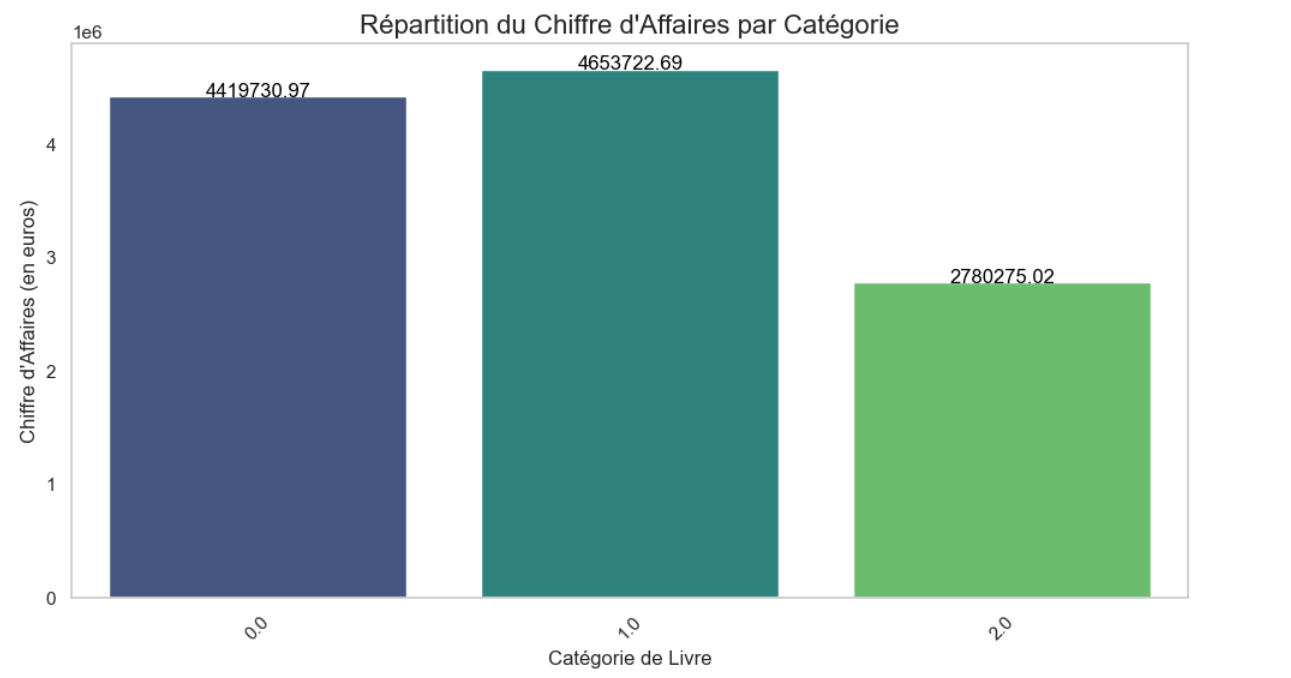 Répartition du Chiffre d'Affaires par Catégorie
1e6
4653722.69
4419730.97
4
Chiffre d'Affaires (en euros)
3
2780275.02
2
1
0
0.0
1.0
2.0
Catégorie de Livre